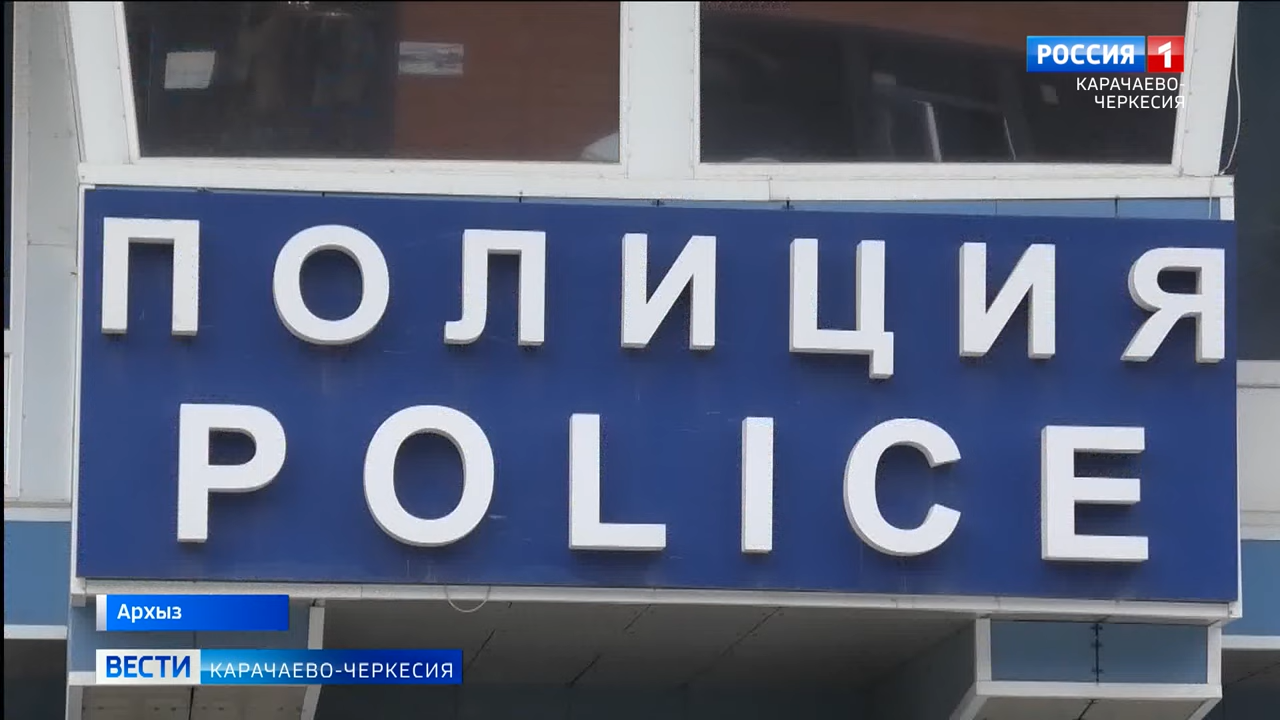 РОССИЯ 1
КАРАЧАЕВО-
ЧЕРКЕСИЯ
ПОЛИЦИЯ
POLICE
Архыз
ВЕСТИ КАРАЧАЕВО-ЧЕРКЕСИЯ